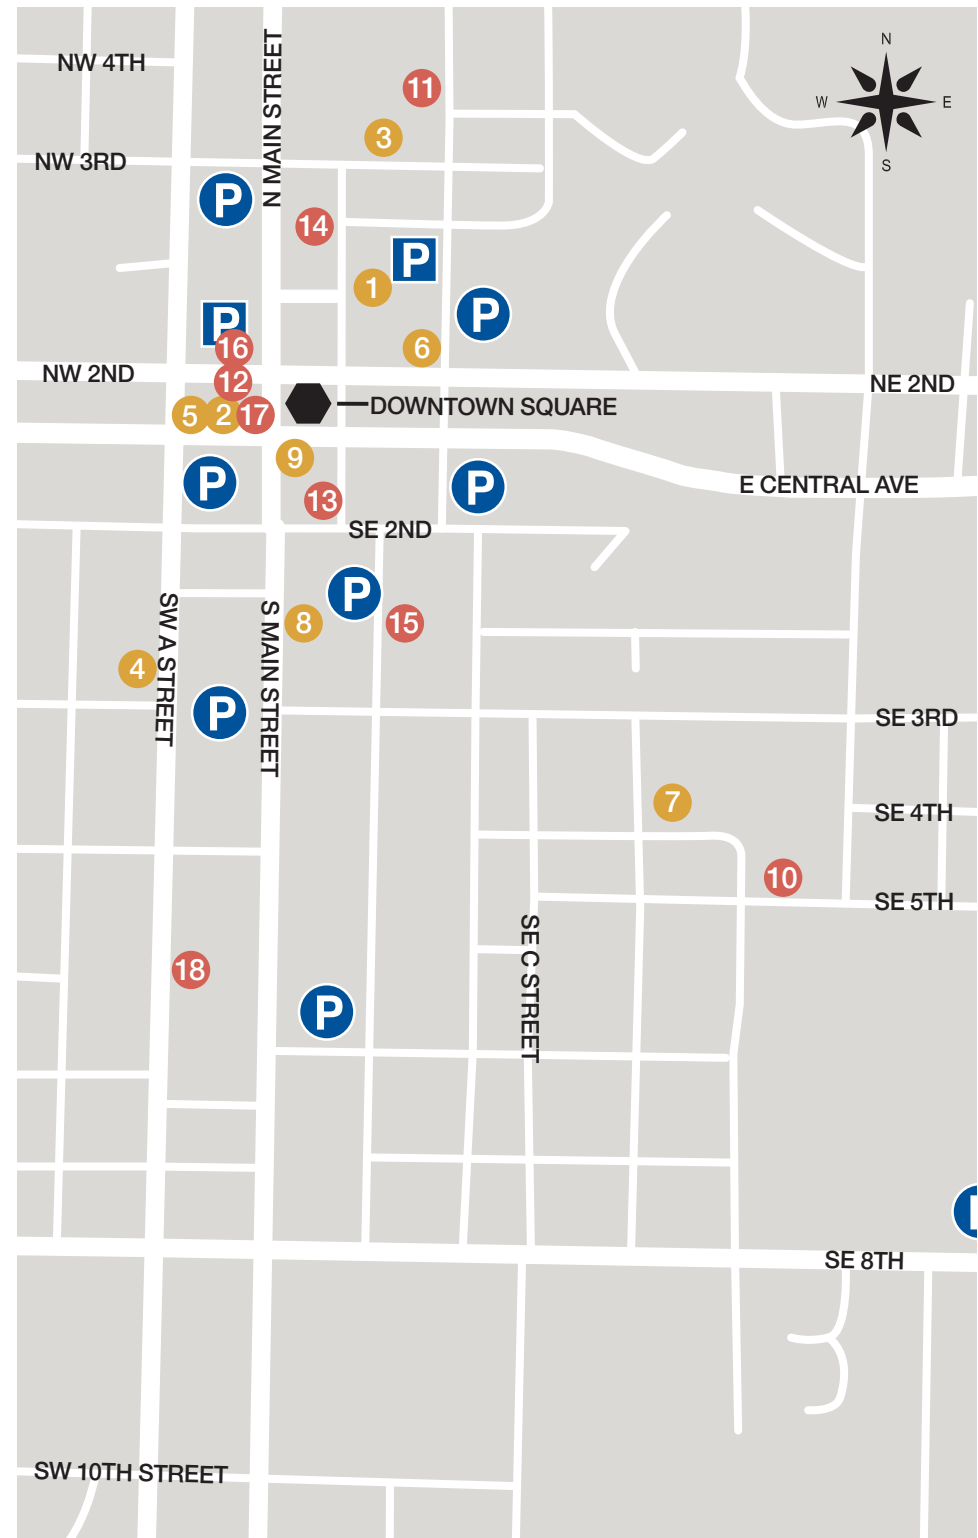 N
W
E
S
NW 4TH
N MAIN STREET
11
3
NW 3RD
P
14
P
1
P
P
16
6
NW 2ND
12
NE 2ND
5
2
17
DOWNTOWN SQUARE
9
P
P
E CENTRAL AVE
13
SE 2ND
P
8
15
SW A STREET
S MAIN STREET
4
P
SE 3RD
7
SE 4TH
10
SE 5TH
SE C STREET
18
P
SE 8TH
SW 10TH STREET